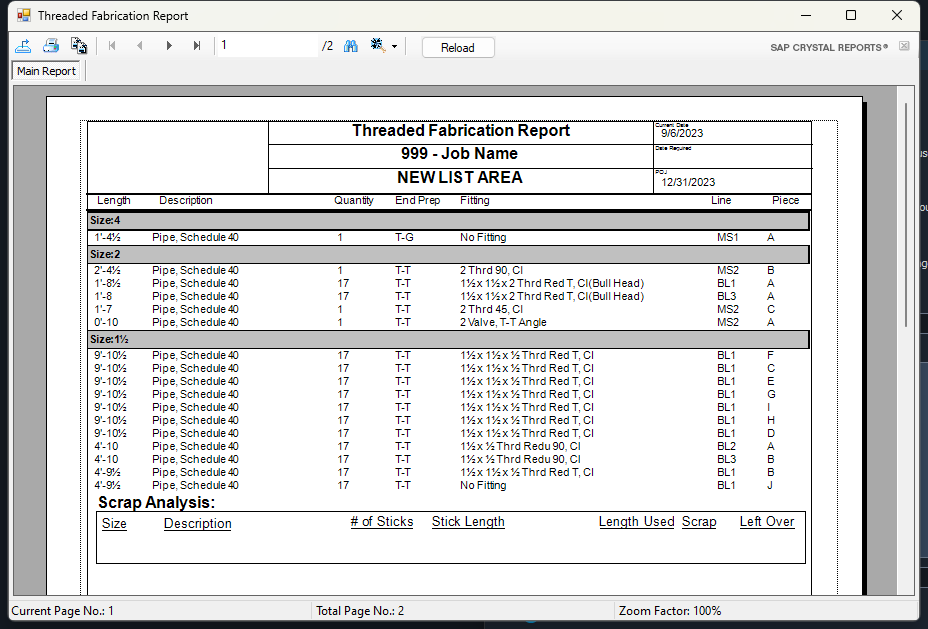 Threaded Fabrication Report
1 /2 Reload SAP CRYSTAL REPORTS®
Main Report
Threaded Fabrication Report
Current Date
9/6/2023
999 - Job Name
Date Required
NEW LIST AREA
12/31/2023
Length Description Quantity End Prep Fitting Line Piece
Size:4
1'-4½ Pipe, Schedule 40 1 T-G No Fitting MS1 A
Size:2
2'-4½ Pipe, Schedule 40 1 T-T 2 Thrd 90, CI MS2 B
1'-8½ Pipe, Schedule 40 17 T-T 1½ x 1½ x 2 Thrd Red T, CI(Bull Head) BL1 A
1'-8 Pipe, Schedule 40 17 T-T 1½ x 1½ x 2 Thrd Red T, CI(Bull Head) BL3 A
1'-7 Pipe, Schedule 40 1 T-T 2 Thrd 45, CI MS2 C
0'-10 Pipe, Schedule 40 1 T-T 2 Valve, T-T Angle MS2 A
Size:1½
9'-10½ Pipe, Schedule 40 17 T-T 1½ x 1½ x ½ Thrd Red T, CI BL1 F
9'-10½ Pipe, Schedule 40 17 T-T 1½ x 1½ x ½ Thrd Red T, CI BL1 C
9'-10½ Pipe, Schedule 40 17 T-T 1½ x 1½ x ½ Thrd Red T, CI BL1 E
9'-10½ Pipe, Schedule 40 17 T-T 1½ x 1½ x ½ Thrd Red T, CI BL1 G
9'-10½ Pipe, Schedule 40 17 T-T 1½ x 1½ x ½ Thrd Red T, CI BL1 I
9'-10½ Pipe, Schedule 40 17 T-T 1½ x 1½ x ½ Thrd Red T, CI BL1 H
9'-10½ Pipe, Schedule 40 17 T-T 1½ x 1½ x ½ Thrd Red T, CI BL1 D
4'-10 Pipe, Schedule 40 17 T-T 1½ x ½ Thrd Redu 90, CI BL2 A
4'-10 Pipe, Schedule 40 17 T-T 1½ x ½ Thrd Redu 90, CI BL3 B
4'-9½ Pipe, Schedule 40 17 T-T 1½ x 1½ x ½ Thrd Red T, CI BL1 B
4'-9½ Pipe, Schedule 40 17 T-T No Fitting BL1 J
Scrap Analysis:
Size Description # of Sticks Stick Length Length Used Scrap Left Over
Current Page No.: 1 Total Page No.: 2 Zoom Factor: 100%